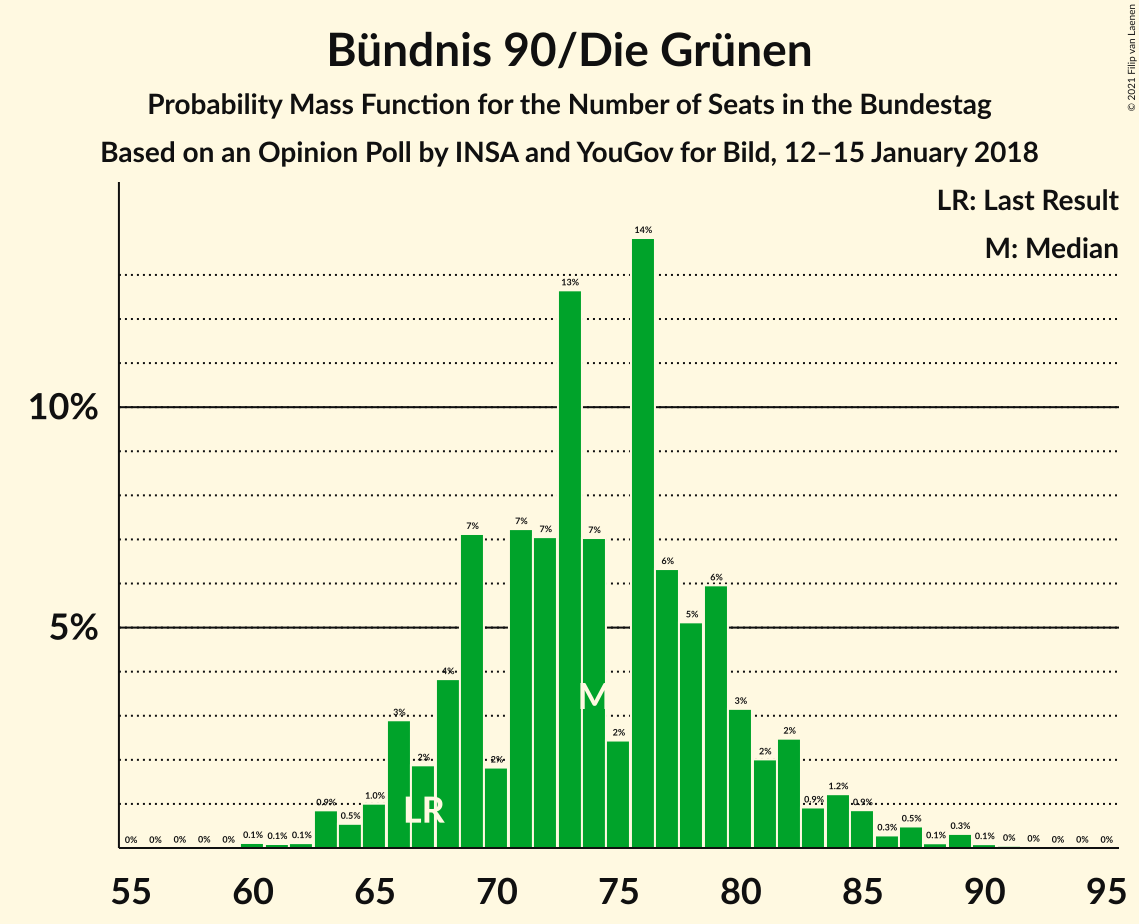 Bündnis 90/Die Grünen
Probability Mass Function for the Number of Seats in the Bundestag
Based on an Opinion Poll by INSA and YouGov for Bild, 12–15 January 2018
© 2021 Filip van Laenen
LR: Last Result
M: Median
10%
5%
0% 0% 0% 0% 0% 0.1% 0.1% 0.1% 0.9% 0.5% 1.0% 3% 2% 4% 7% 2% 7% 7% 13% 7% 2% 14% 6% 5% 6% 3% 2% 2% 0.9% 1.2% 0.9% 0.3% 0.5% 0.1% 0.3% 0.1% 0% 0% 0% 0% 0%
M
LR
55 60 65 70 75 80 85 90 95